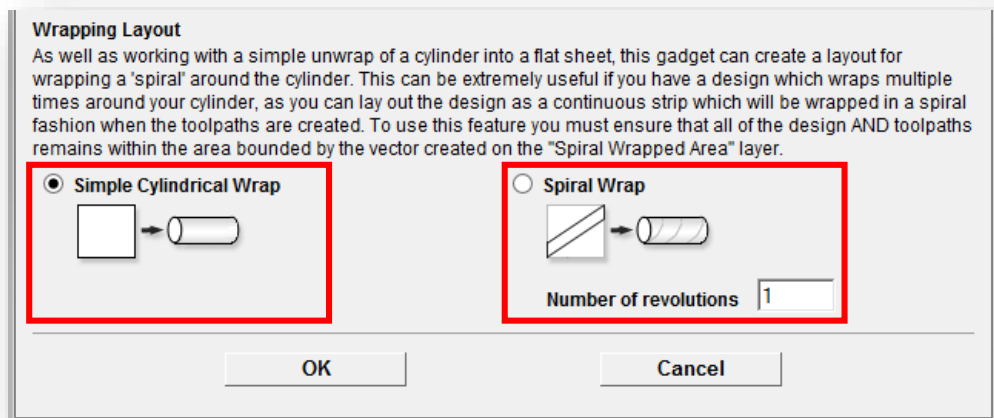 Wrapping Layout
As well as working with a simple unwrap of a cylinder into a flat sheet, this gadget can create a layout for
wrapping a 'spiral' around the cylinder. This can be extremely useful if you have a design which wraps multiple
times around your cylinder, as you can lay out the design as a continuous strip which will be wrapped in a spiral
fashion when the toolpaths are created. To use this feature you must ensure that all of the design AND toolpaths
remains within the area bounded by the vector created on the "Spiral Wrapped Area" layer.
Simple Cylindrical Wrap
Spiral Wrap
Number of revolutions 1
OK
Cancel